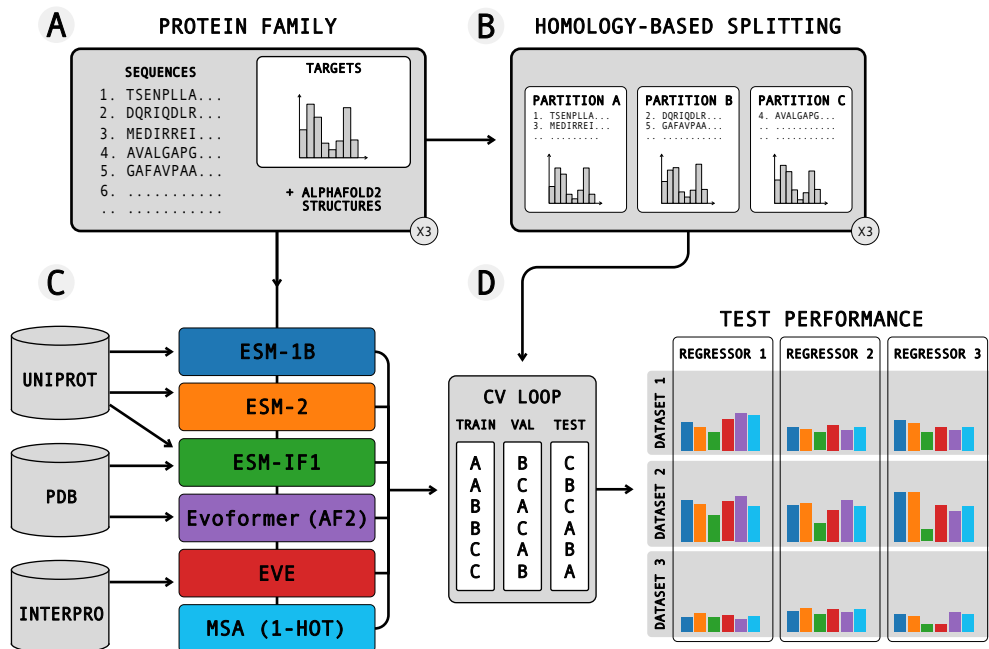 A
PROTEIN FAMILY
SEQUENCES
1. TSENPLLA...
2. DQRIQDLR...
3. MEDIRREI...
4. AVALGAPG...
5. GAFAVPAA...
6. ...........
.. ...........
TARGETS
+ ALPHAFOLD2
STRUCTURES
X3
B
HOMOLOGY-BASED SPLITTING
PARTITION A
1. TSENPLLA...
3. MEDIRREI...
.. .........
PARTITION B
2. DQRIQDLR...
5. GAFAVPAA...
.. ...........
PARTITION C
4. AVALGAPG...
.. ...........
.. ...........
X3
C
UNIPROT
PDB
INTERPRO
ESM-1B
ESM-2
ESM-IF1
Evoformer (AF2)
EVE
MSA (1-HOT)
D
CV LOOP
TRAIN VAL TEST
A B C
A C B
B A C
B C A
C A B
C B A
TEST PERFORMANCE
REGRESSOR 1 REGRESSOR 2 REGRESSOR 3
DATASET 1
DATASET 2
DATASET 3